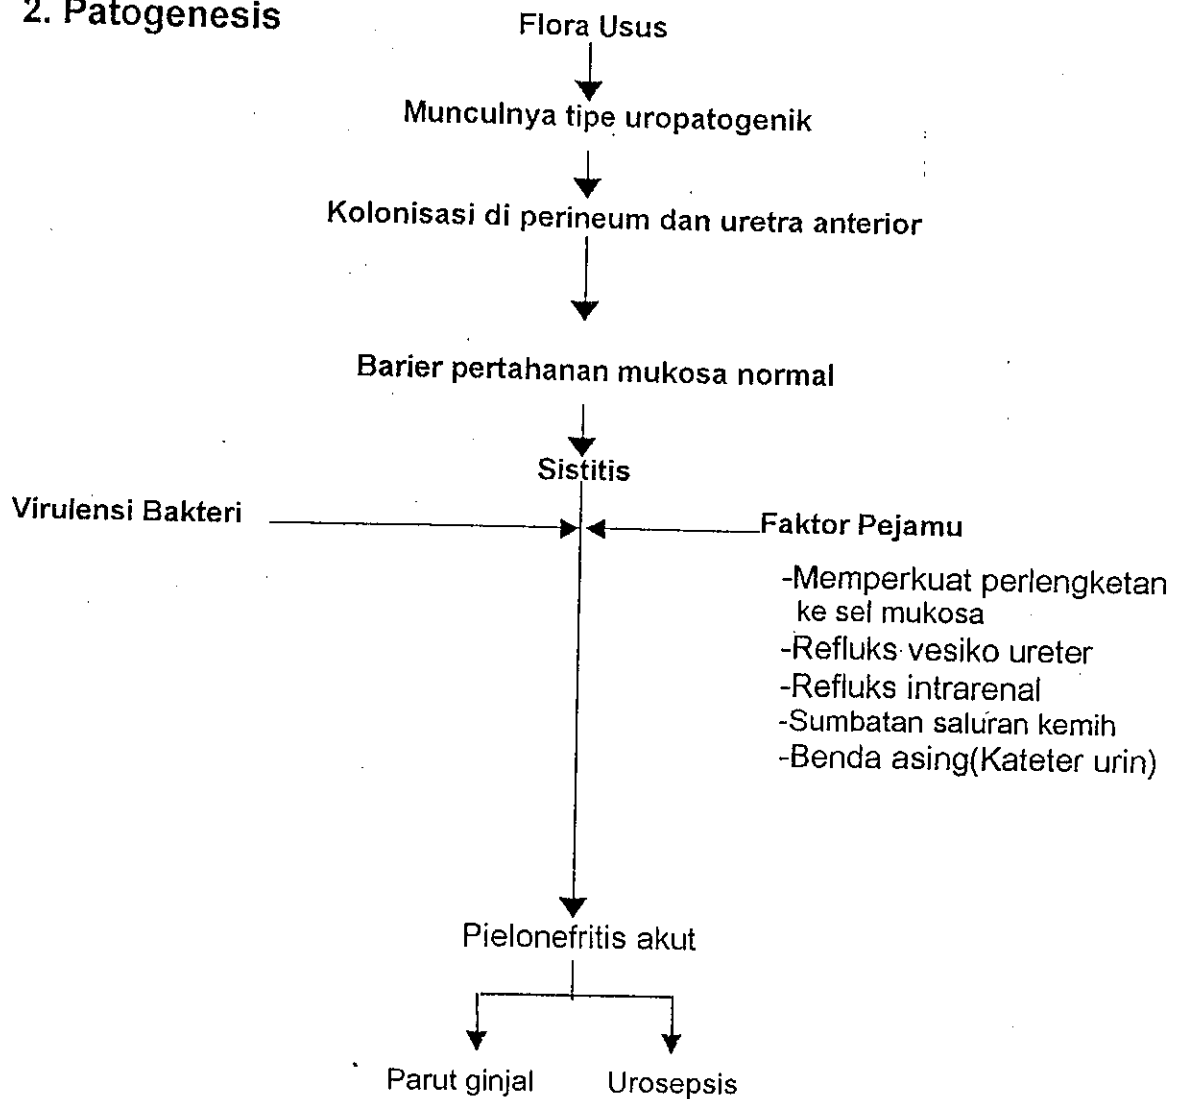 2. Patogenesis
Flora Usus
Munculnya tipe uropatogenik
Kolonisasi di perineum dan uretra anterior
Barier pertahanan mukosa normal
Sistitis
Virulensi Bakteri
Faktor Pejamu
-Memperkuat perlengketan
ke sel mukosa
-Refluks vesiko ureter
-Refluks intrarenal
-Sumbatan saluran kemih
-Benda asing(Kateter urin)
Pielonefritis akut
Parut ginjal
Urosepsis